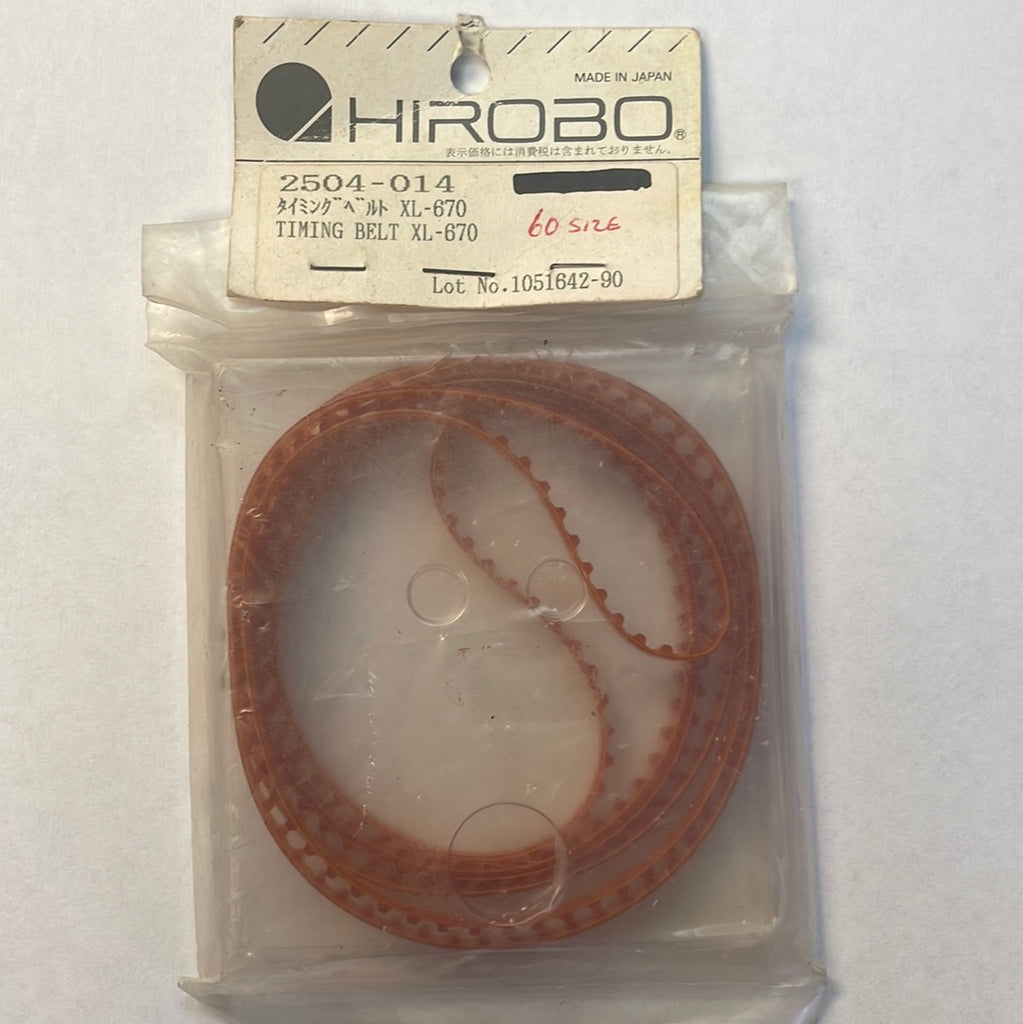 MADE IN JAPAN
HIROBO®
表示価格には消費税は含まれておりません。
2504-014
ﾀｲﾐﾝｸﾞﾍﾞﾙﾄ XL-670
TIMING BELT XL-670
60 SIZE
Lot No.1051642-90